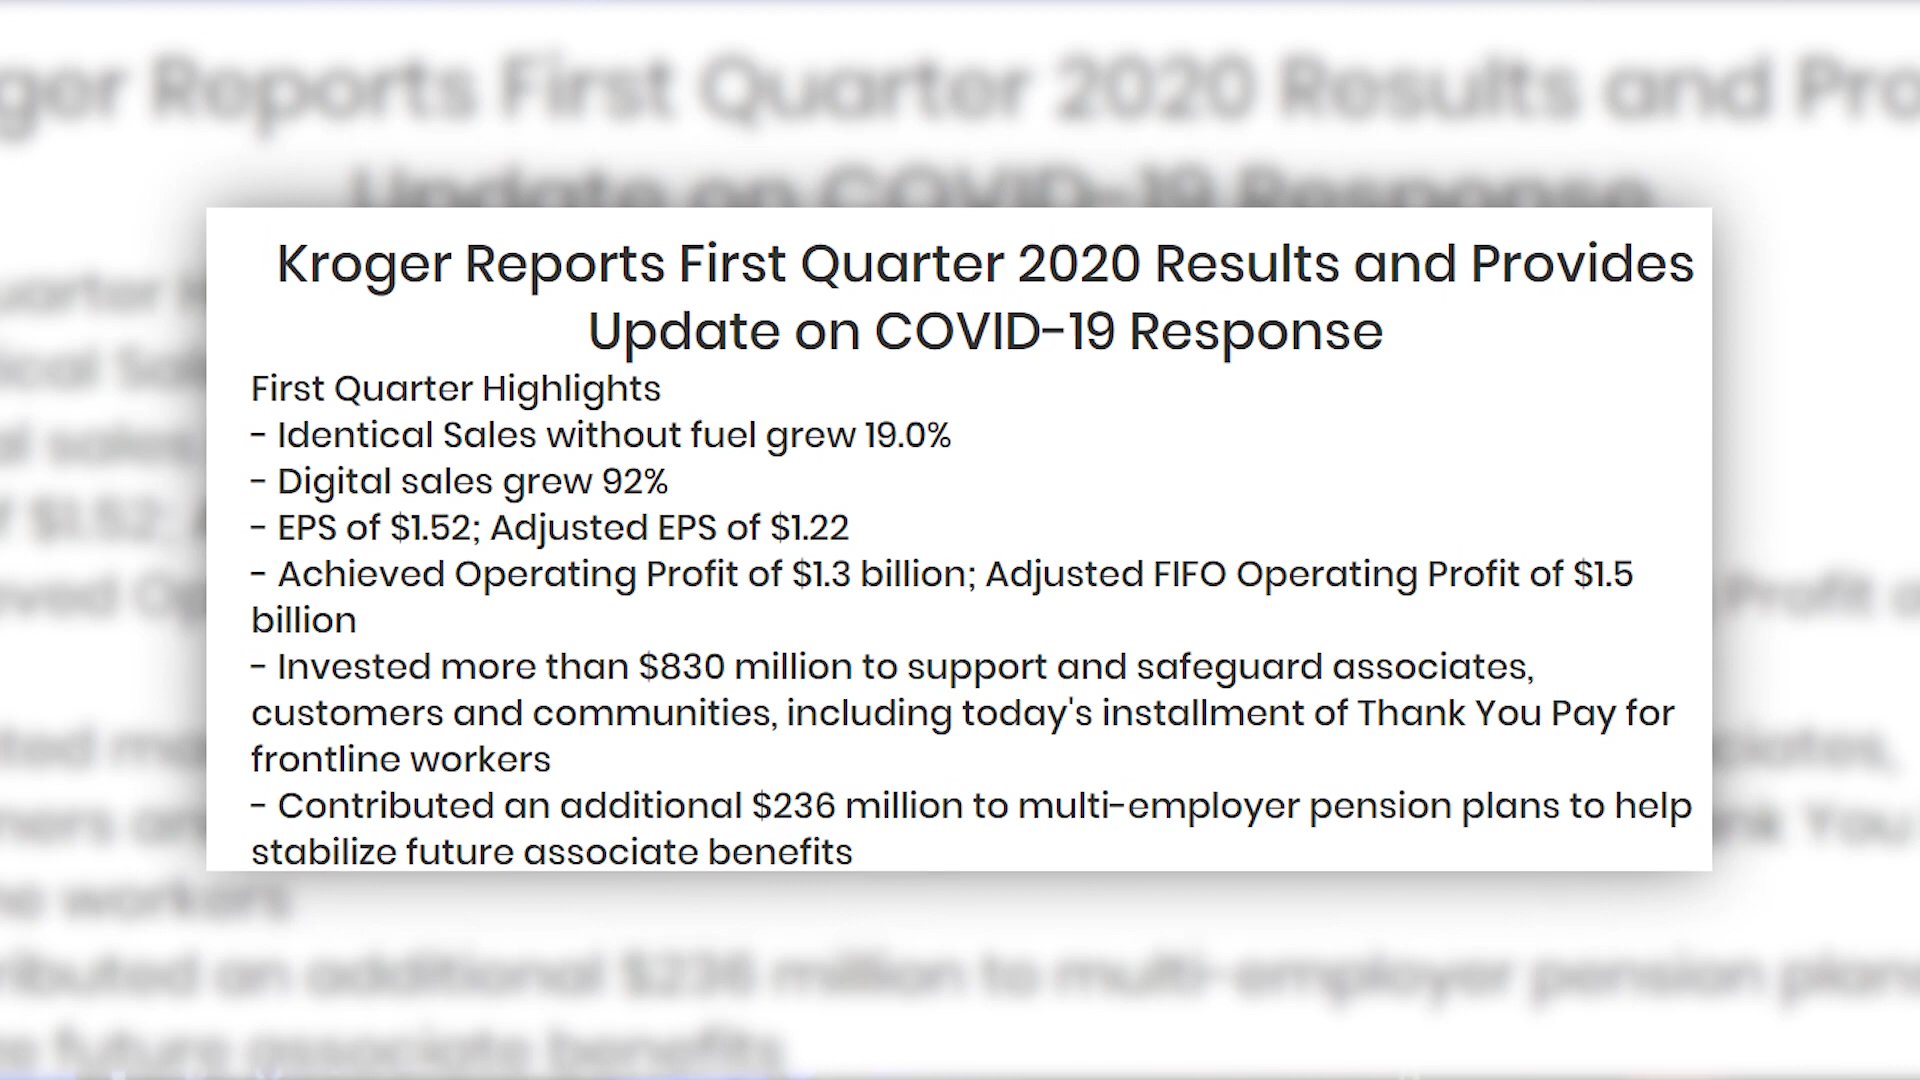 Kroger Reports First Quarter 2020 Results and Provides
Update on COVID-19 Response
First Quarter Highlights
- Identical Sales without fuel grew 19.0%
- Digital sales grew 92%
- EPS of $1.52; Adjusted EPS of $1.22
- Achieved Operating Profit of $1.3 billion; Adjusted FIFO Operating Profit of $1.5
billion
- Invested more than $830 million to support and safeguard associates,
customers and communities, including today's installment of Thank You Pay for
frontline workers
- Contributed an additional $236 million to multi-employer pension plans to help
stabilize future associate benefits